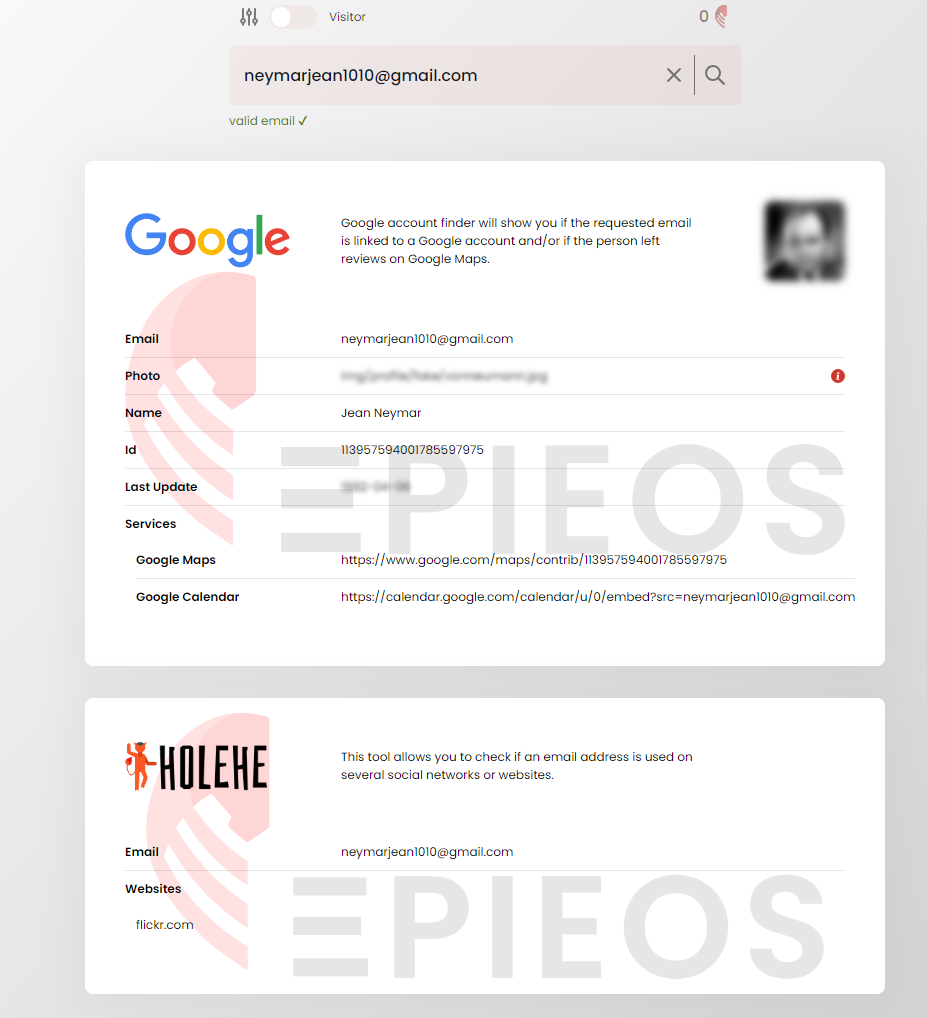 Visitor
0
neymarjean1010@gmail.com
valid email ✓
Google
Google account finder will show you if the requested email
is linked to a Google account and/or if the person left
reviews on Google Maps.
Email neymarjean1010@gmail.com
Photo
Name Jean Neymar
Id 113957594001785597975
Last Update
Services
Google Maps https://www.google.com/maps/contrib/113957594001785597975
Google Calendar https://calendar.google.com/calendar/u/0/embed?src=neymarjean1010@gmail.com
EPIEOS
HOLEHE
This tool allows you to check if an email address is used on
several social networks or websites.
Email neymarjean1010@gmail.com
Websites
flickr.com
EPIEOS